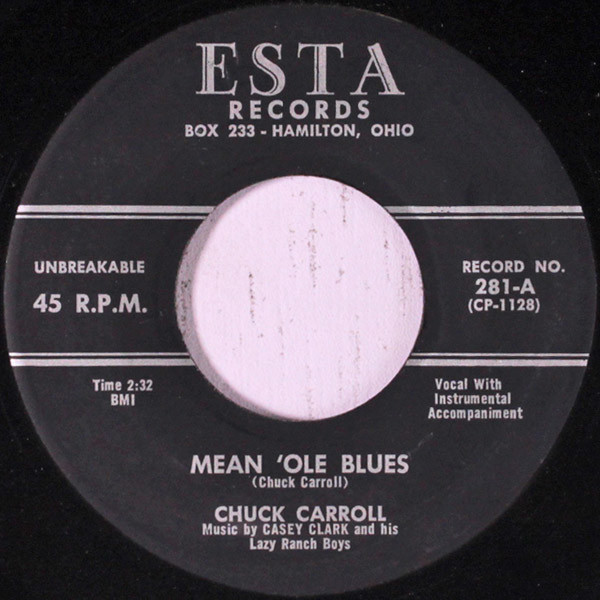 ESTA
RECORDS
BOX 233 - HAMILTON, OHIO
UNBREAKABLE
45 R.P.M.
RECORD NO.
281-A
(CP-1128)
Time 2:32
BMI
Vocal With
Instrumental
Accompaniment
MEAN 'OLE BLUES
(Chuck Carroll)
CHUCK CARROLL
Music by CASEY CLARK and his
Lazy Ranch Boys